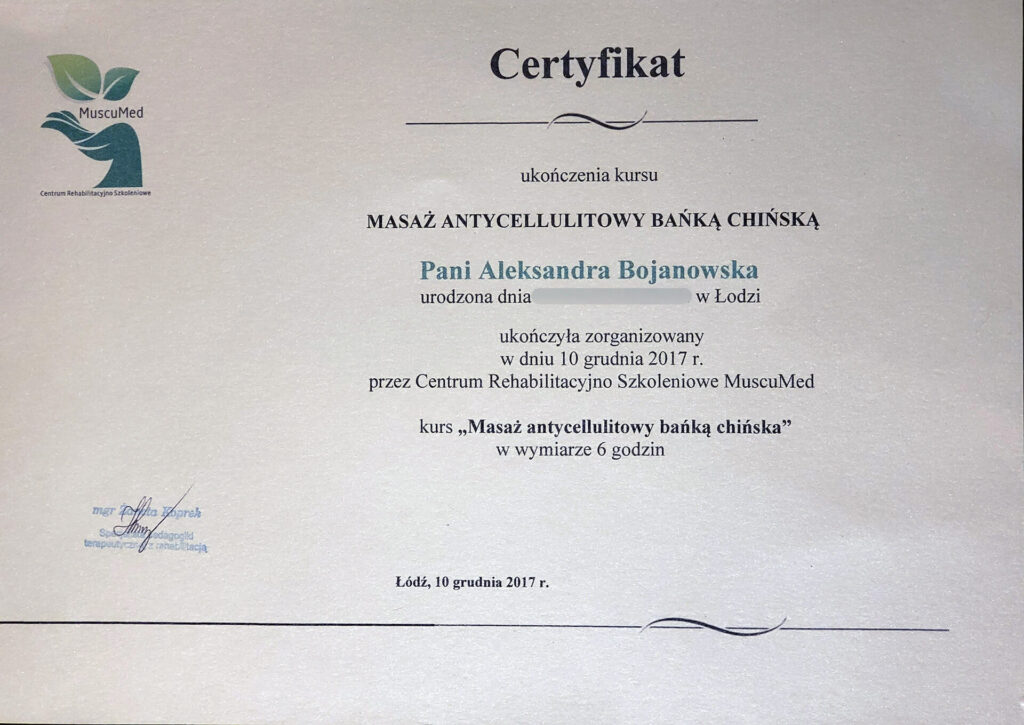 MuscuMed
Centrum Rehabilitacyjno Szkoleniowe
Certyfikat
ukończenia kursu
MASAŻ ANTYCELLULITOWY BAŃKĄ CHIŃSKĄ
Pani Aleksandra Bojanowska
urodzona dnia w Łodzi
ukończyła zorganizowany
w dniu 10 grudnia 2017 r.
przez Centrum Rehabilitacyjno Szkoleniowe MuscuMed
kurs „Masaż antycellulitowy bańką chińska”
w wymiarze 6 godzin
mgr
z rehabilitacją
Łódź, 10 grudnia 2017 r.